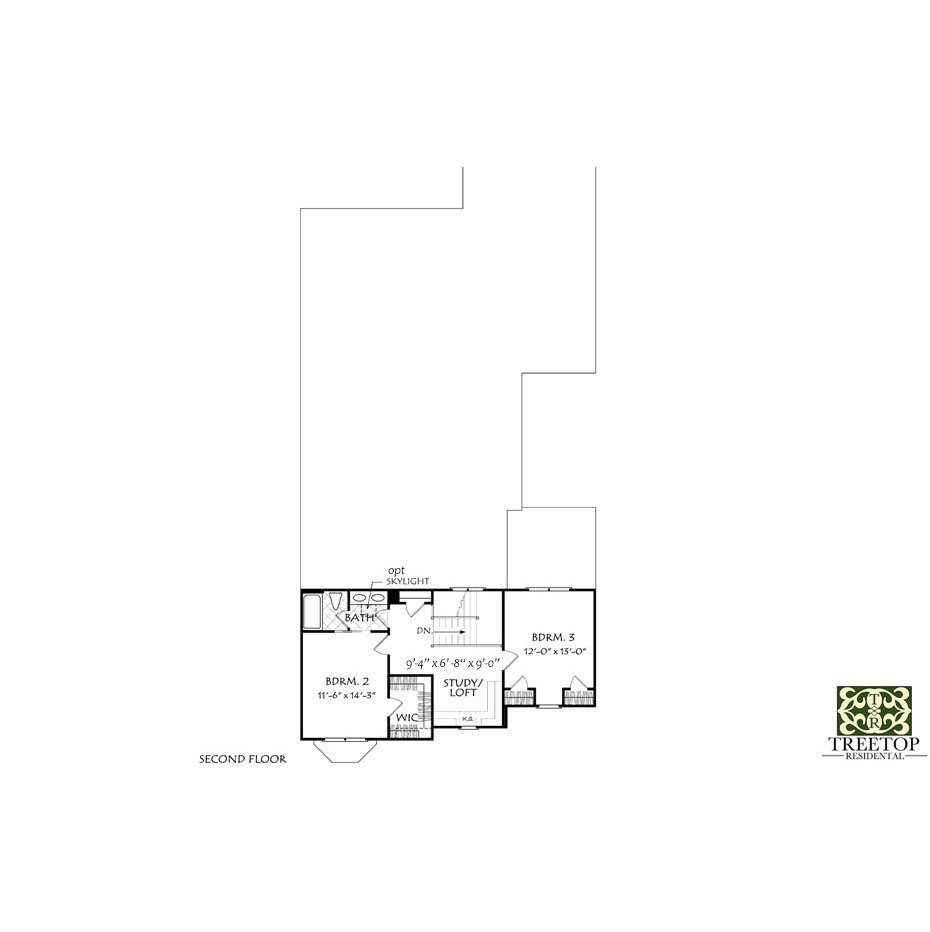 opt
SKYLIGHT
BATH
DN.
BDRM. 3
12'-0" x 13'-0"
9'-4" x 6'-8" x 9'-0"
BDRM. 2
11'-6" x 14'-3"
STUDY/
LOFT
WIC
K.S.
SECOND FLOOR
T
R
TREETOP
RESIDENTAL